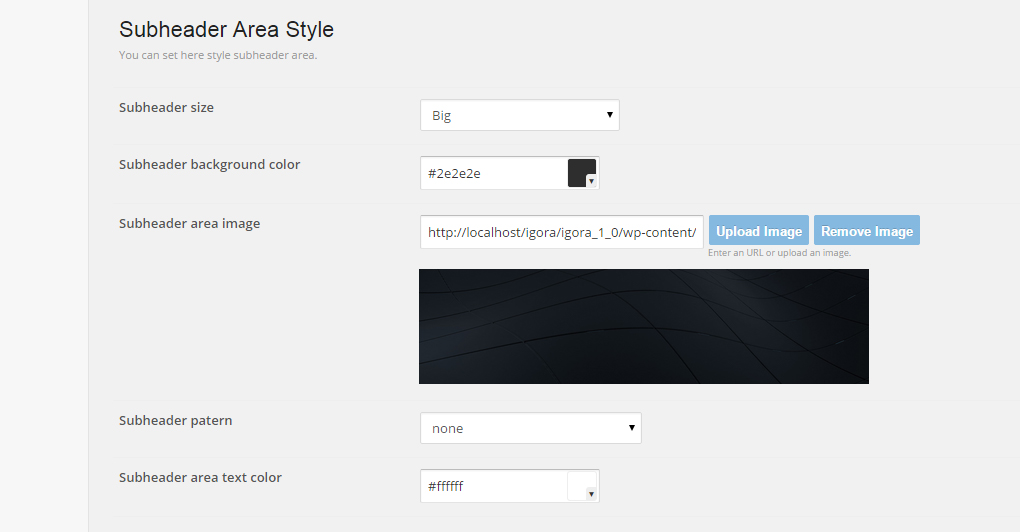 Subheader Area Style
You can set here style subheader area.
Subheader size
Big
Subheader background color
#2e2e2e
Subheader area image
http://localhost/igora/igora_1_0/wp-content/
Upload Image
Remove Image
Enter an URL or upload an image.
Subheader patern
none
Subheader area text color
#ffffff